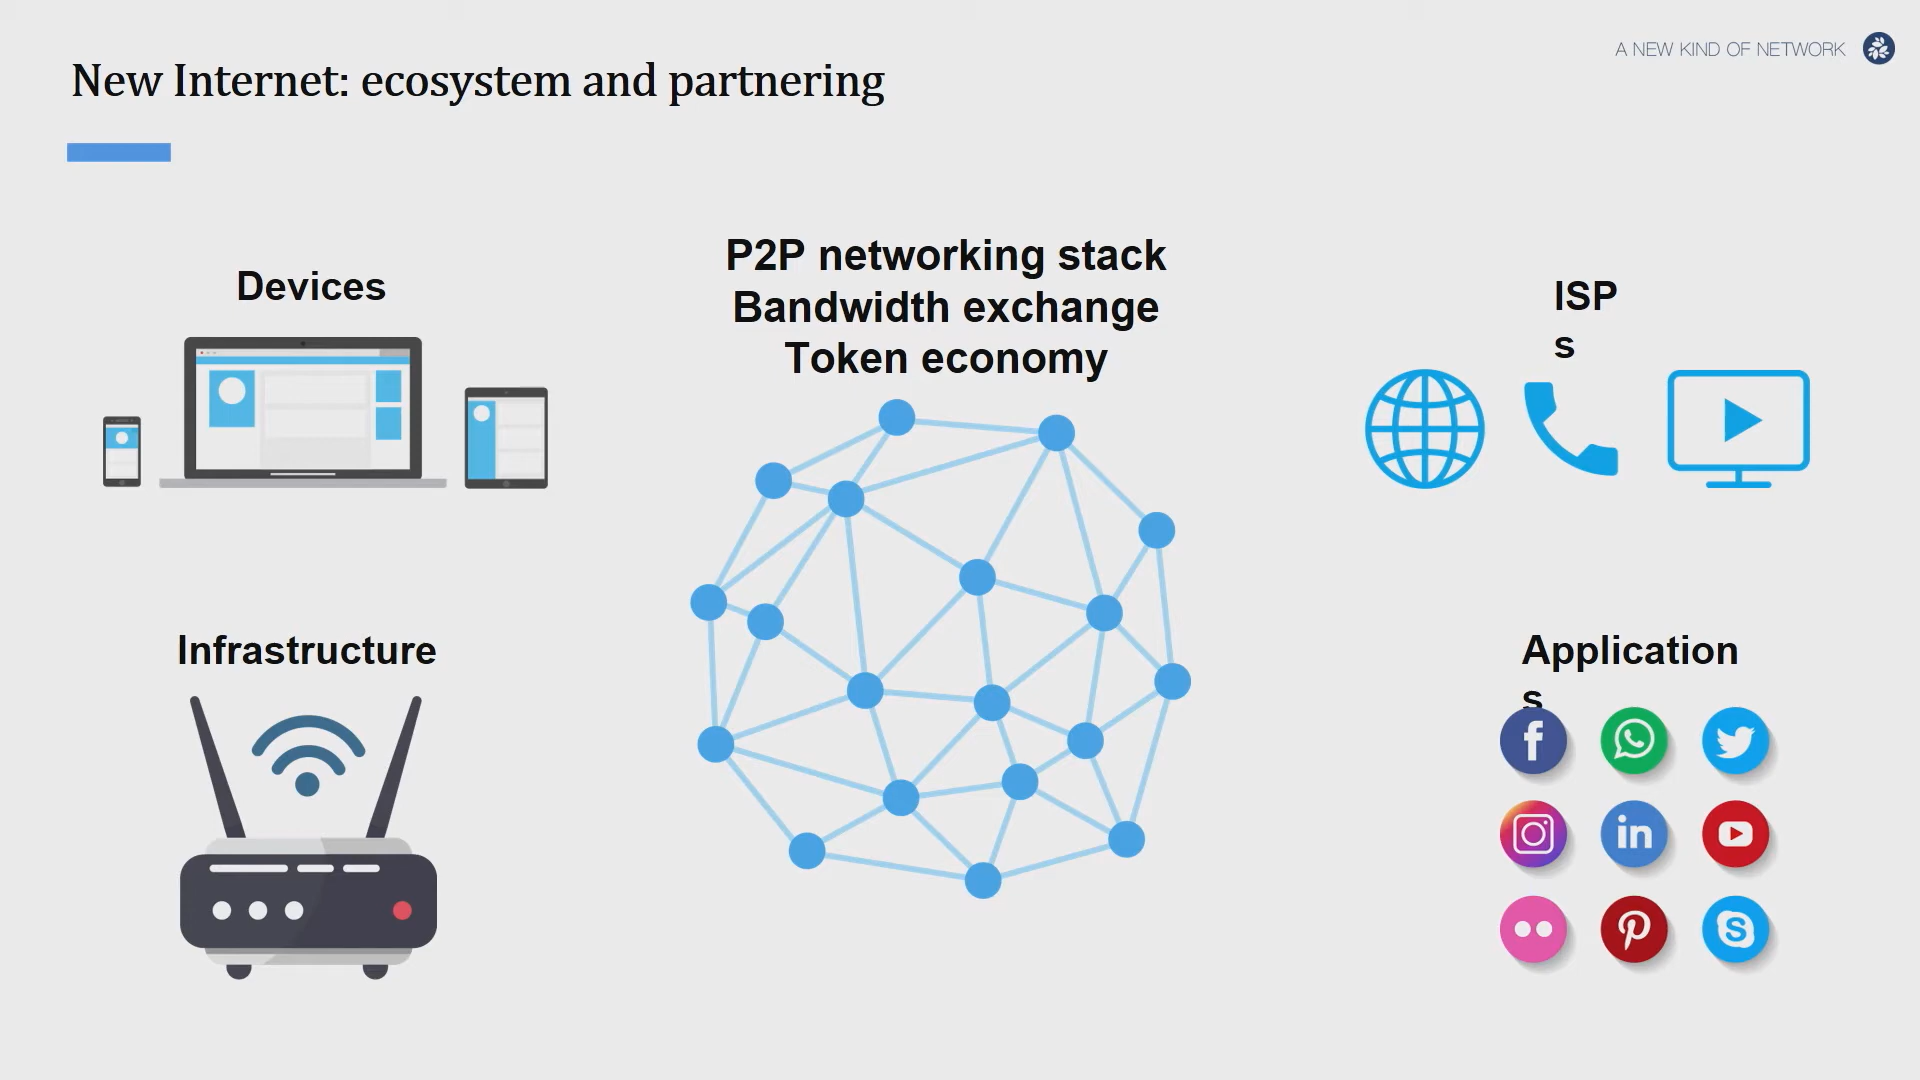 A NEW KIND OF NETWORK
New Internet: ecosystem and partnering
P2P networking stack
Bandwidth exchange
Token economy
Devices
ISP
s
Infrastructure
Application
s
f
in
S